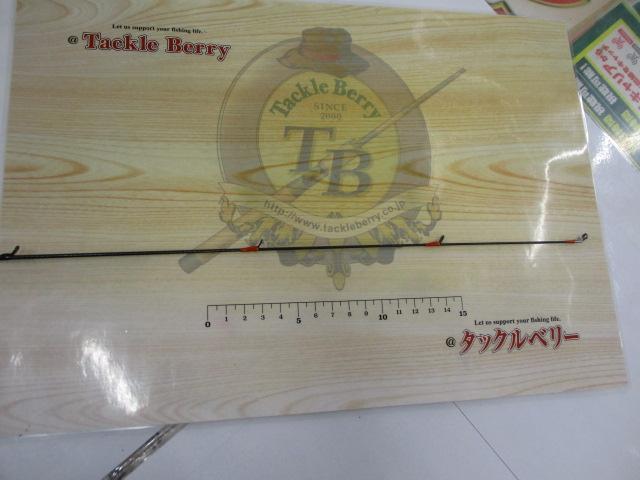 Let us support your fishing life.
@ Tackle Berry
Tackle Berry
SINCE
2000
TB
http://www.tackleberry.co.jp
0 1 2 3 4 5 6 7 8 9 10 11 12 13 14 15
Let us support your fishing life.
@ タックルベリー